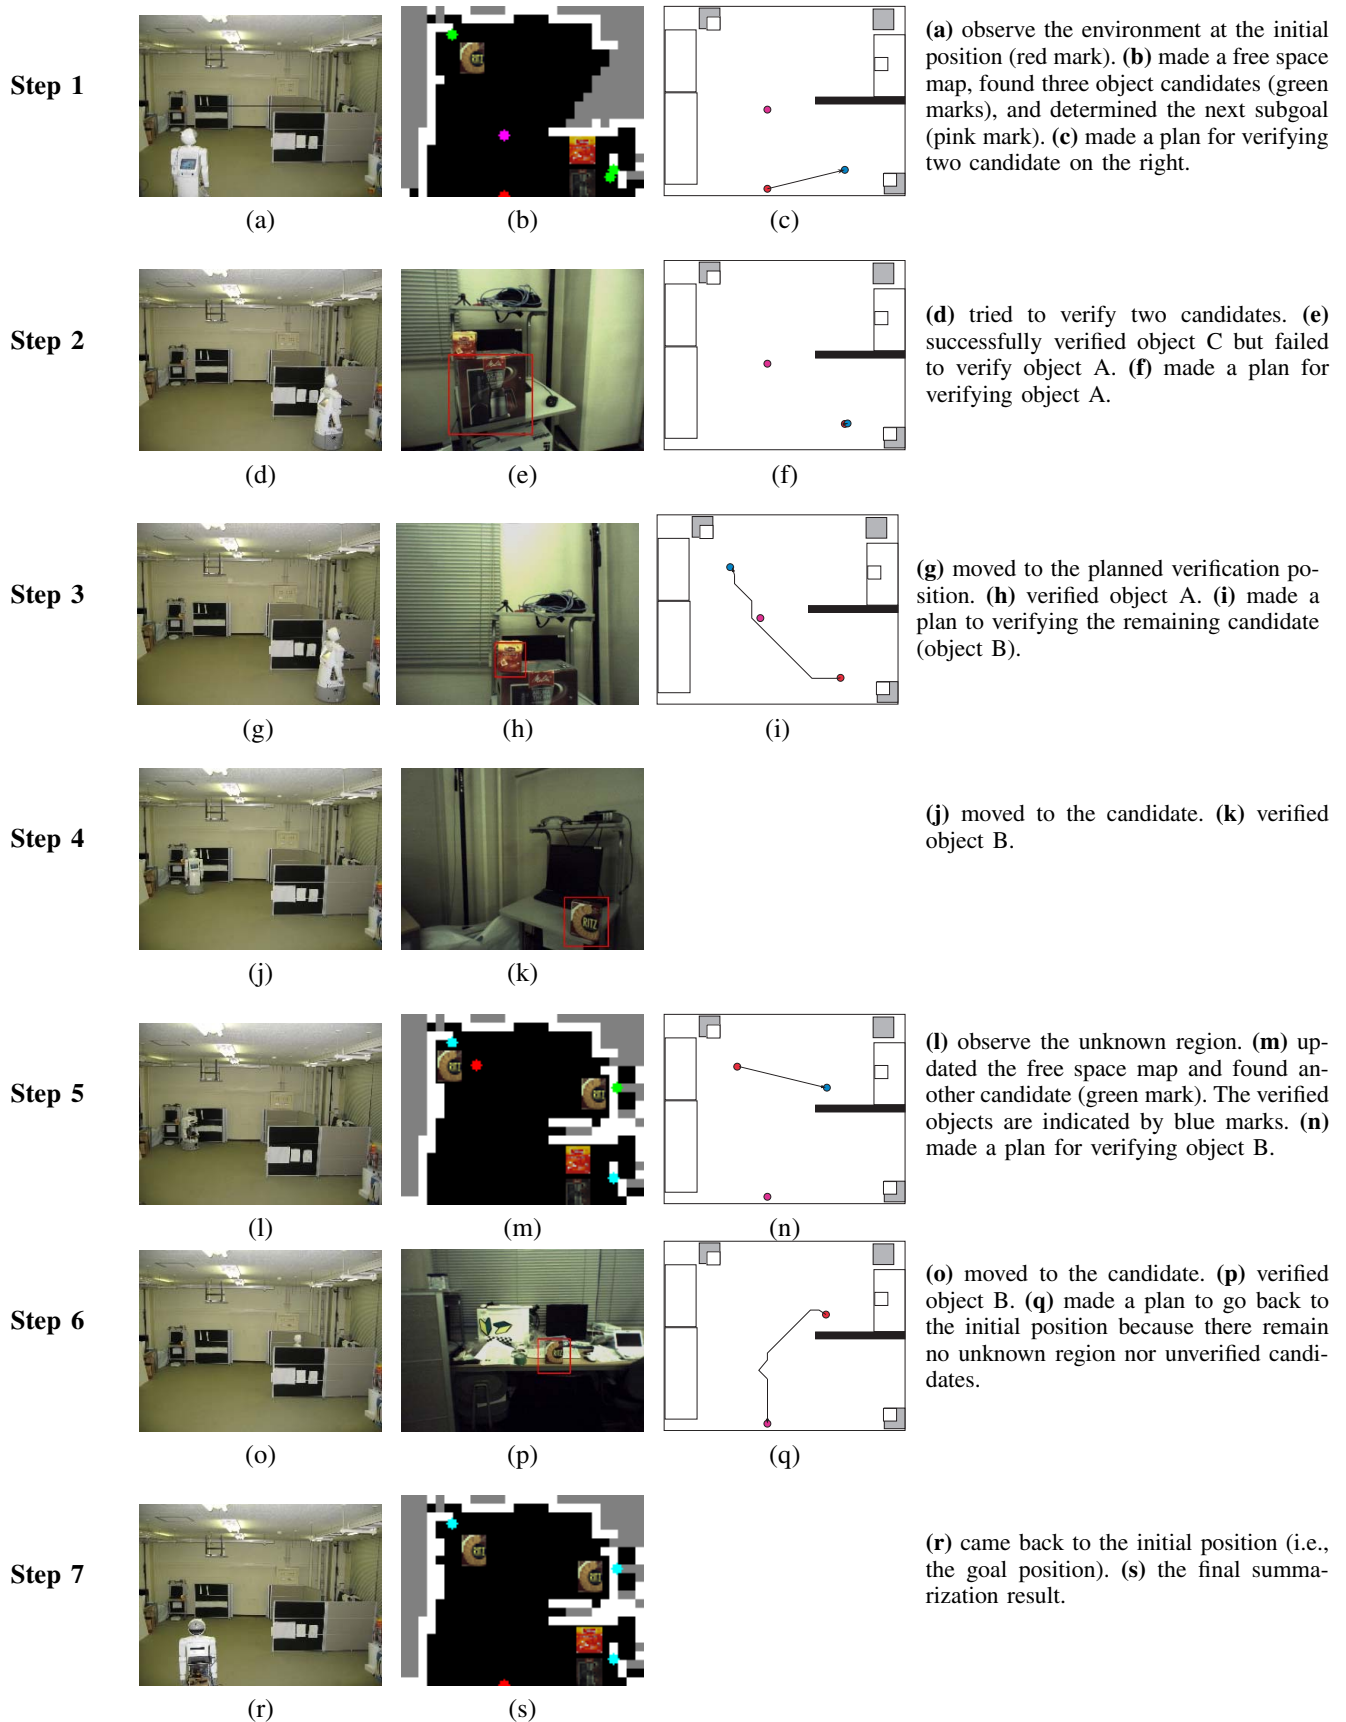 Step 1
(a) observe the environment at the initial
position (red mark). (b) made a free space
map, found three object candidates (green
marks), and determined the next subgoal
(pink mark). (c) made a plan for verifying
two candidate on the right.
(a)
(b)
(c)
Step 2
(d) tried to verify two candidates. (e)
successfully verified object C but failed
to verify object A. (f) made a plan for
verifying object A.
(d)
(e)
(f)
Step 3
(g) moved to the planned verification po-
sition. (h) verified object A. (i) made a
plan to verifying the remaining candidate
(object B).
(g)
(h)
(i)
Step 4
RITZ
(j) moved to the candidate. (k) verified
object B.
(j)
(k)
Step 5
(l) observe the unknown region. (m) up-
dated the free space map and found an-
other candidate (green mark). The verified
objects are indicated by blue marks. (n)
made a plan for verifying object B.
(l)
(m)
(n)
Step 6
(o) moved to the candidate. (p) verified
object B. (q) made a plan to go back to
the initial position because there remain
no unknown region nor unverified candi-
dates.
(o)
(p)
(q)
Step 7
(r) came back to the initial position (i.e.,
the goal position). (s) the final summa-
rization result.
(r)
(s)